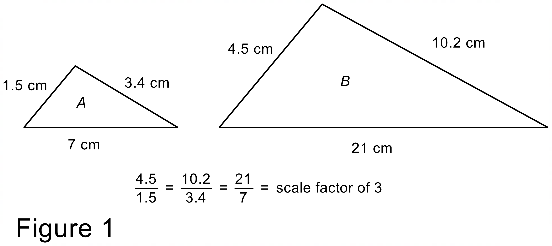 4.5 cm
10.2 cm
1.5 cm
3.4 cm
A
B
7 cm
21 cm
4.5/1.5 = 10.2/3.4 = 21/7 = scale factor of 3
Figure 1